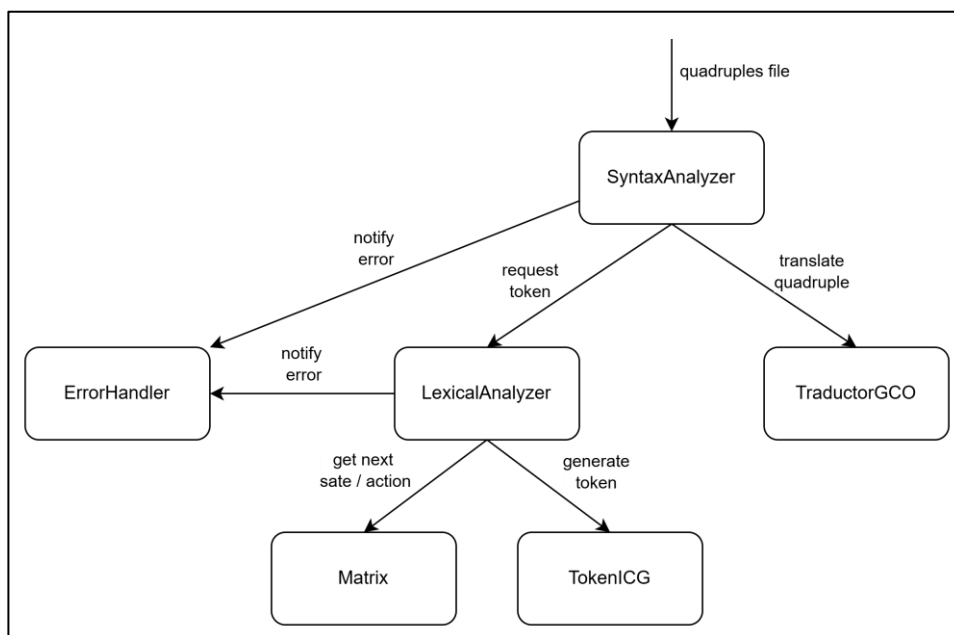 quadruples file
SyntaxAnalyzer
notify
error
request
token
translate
quadruple
ErrorHandler
notify
error
LexicalAnalyzer
TraductorGCO
get next
sate / action
generate
token
Matrix
TokenICG